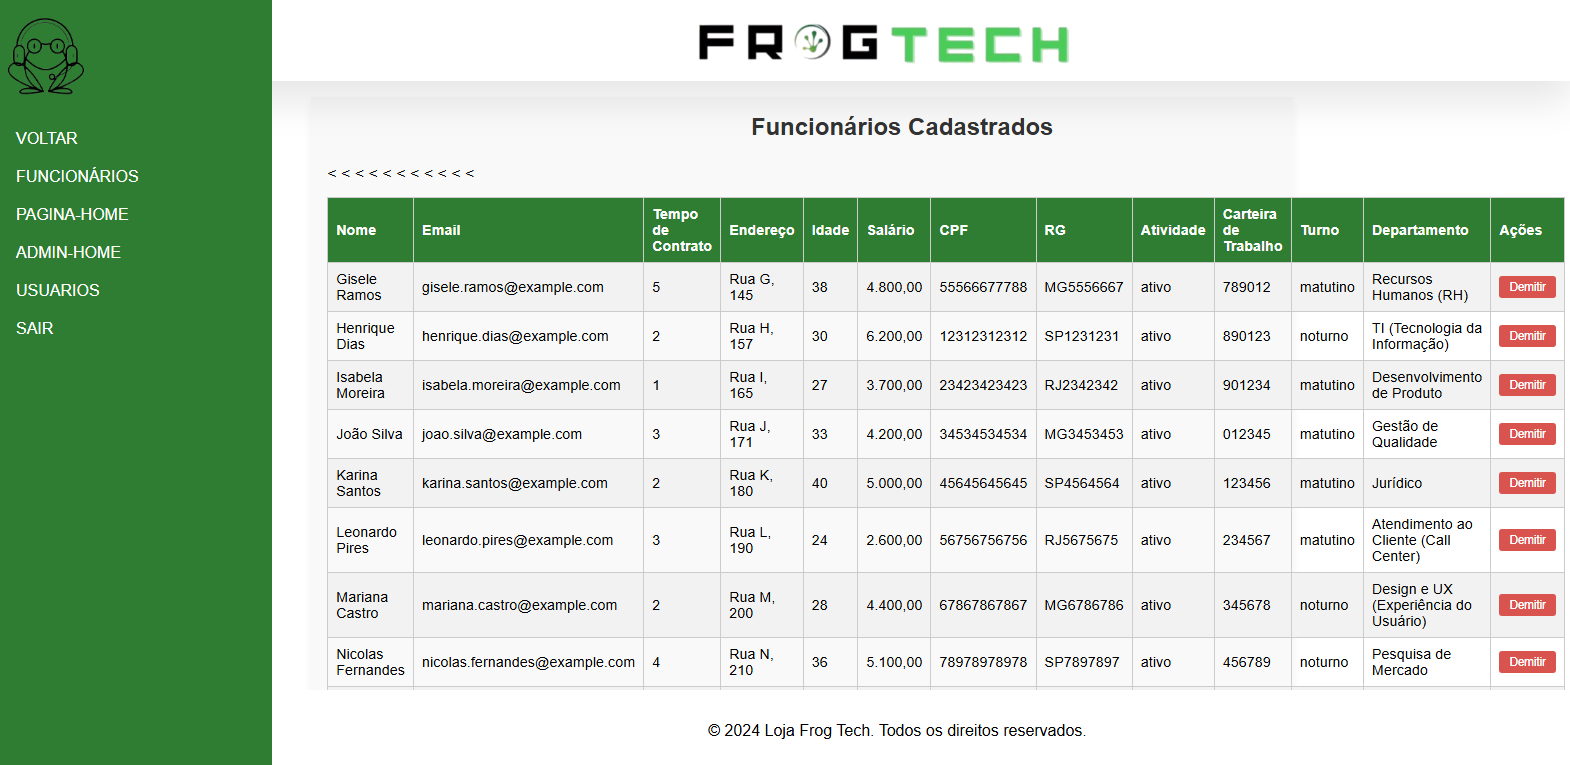 FROG TECH
VOLTAR
FUNCIONÁRIOS
PAGINA-HOME
ADMIN-HOME
USUARIOS
SAIR
Funcionários Cadastrados
< < < < < < < < < < <
Nome Email Tempo de Contrato Endereço Idade Salário CPF RG Atividade Carteira de Trabalho Turno Departamento Ações
Gisele Ramos gisele.ramos@example.com 5 Rua G, 145 38 4.800,00 55566677788 MG5556667 ativo 789012 matutino Recursos Humanos (RH) Demitir
Henrique Dias henrique.dias@example.com 2 Rua H, 157 30 6.200,00 12312312312 SP1231231 ativo 890123 noturno TI (Tecnologia da Informação) Demitir
Isabela Moreira isabela.moreira@example.com 1 Rua I, 165 27 3.700,00 23423423423 RJ2342342 ativo 901234 matutino Desenvolvimento de Produto Demitir
João Silva joao.silva@example.com 3 Rua J, 171 33 4.200,00 34534534534 MG3453453 ativo 012345 matutino Gestão de Qualidade Demitir
Karina Santos karina.santos@example.com 2 Rua K, 180 40 5.000,00 45645645645 SP4564564 ativo 123456 matutino Jurídico Demitir
Leonardo Pires leonardo.pires@example.com 3 Rua L, 190 24 2.600,00 56756756756 RJ5675675 ativo 234567 matutino Atendimento ao Cliente (Call Center) Demitir
Mariana Castro mariana.castro@example.com 2 Rua M, 200 28 4.400,00 67867867867 MG6786786 ativo 345678 noturno Design e UX (Experiência do Usuário) Demitir
Nicolas Fernandes nicolas.fernandes@example.com 4 Rua N, 210 36 5.100,00 78978978978 SP7897897 ativo 456789 noturno Pesquisa de Mercado Demitir
© 2024 Loja Frog Tech. Todos os direitos reservados.